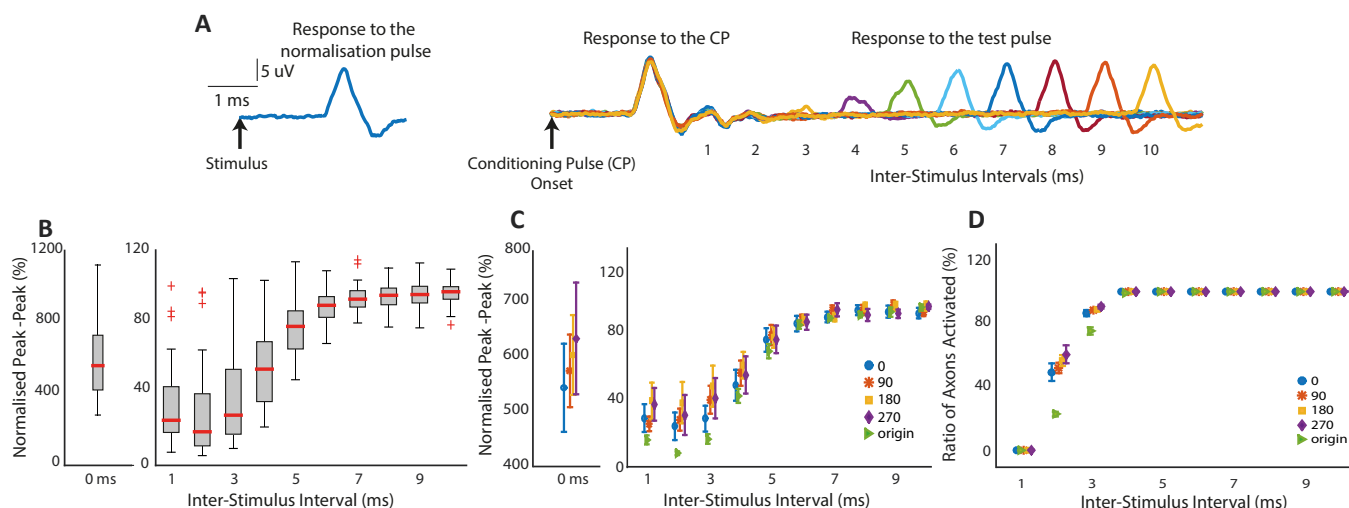 A
Response to the
normalisation pulse
5 uV
1 ms
Stimulus
Response to the CP
Response to the test pulse
1 2 3 4 5 6 7 8 9 10
Conditioning Pulse (CP)
Onset
Inter-Stimulus Intervals (ms)
B
Normalised Peak -Peak (%)
1200
800
400
0
0 ms
120
80
40
0
1 3 5 7 9
Inter-Stimulus Interval (ms)
C
Normalised Peak -Peak (%)
800
700
600
500
400
0 ms
120
80
40
0
0
90
180
270
origin
1 3 5 7 9
Inter-Stimulus Interval (ms)
D
Ratio of Axons Activated (%)
120
80
40
0
0
90
180
270
origin
1 3 5 7 9
Inter-Stimulus Interval (ms)